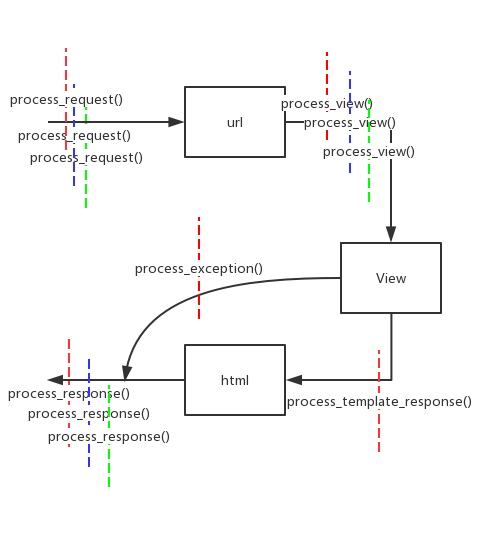 process_request()
process_request()
process_request()
url
process_view()
process_view()
process_view()
process_exception()
View
process_response()
process_response()
process_response()
html
process_template_response()